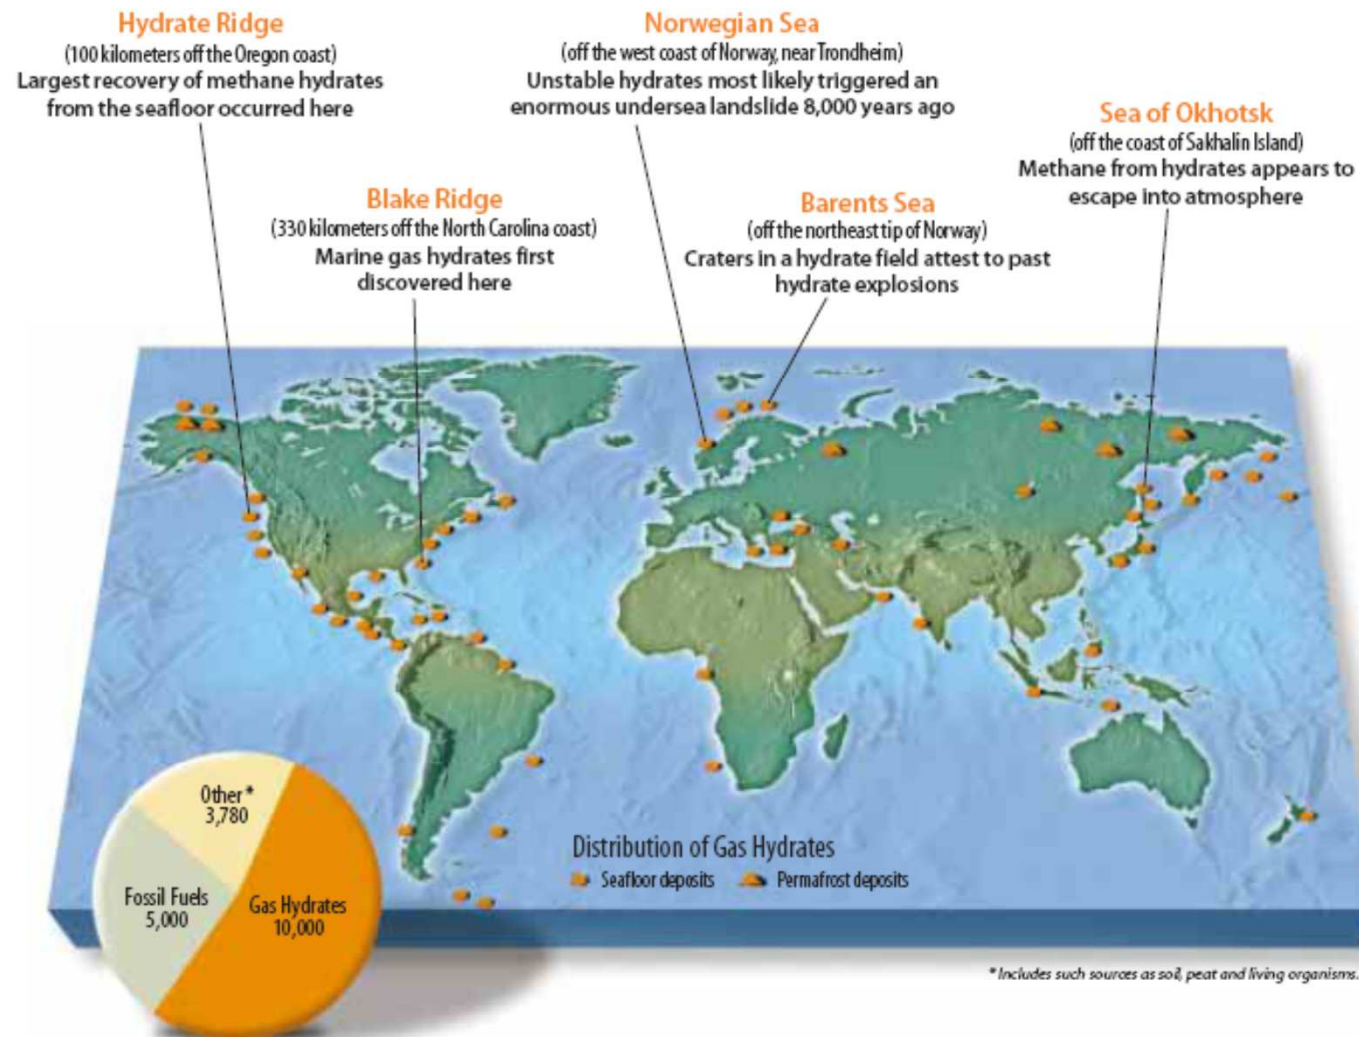 Hydrate Ridge
(100 kilometers off the Oregon coast)
Largest recovery of methane hydrates
from the seafloor occurred here
Norwegian Sea
(off the west coast of Norway, near Trondheim)
Unstable hydrates most likely triggered an
enormous undersea landslide 8,000 years ago
Sea of Okhotsk
(off the coast of Sakhalin Island)
Methane from hydrates appears to
escape into atmosphere
Blake Ridge
(330 kilometers off the North Carolina coast)
Marine gas hydrates first
discovered here
Barents Sea
(off the northeast tip of Norway)
Craters in a hydrate field attest to past
hydrate explosions
Other *
3,780
Fossil Fuels
5,000
Gas Hydrates
10,000
Distribution of Gas Hydrates
Seafloor deposits
Permafrost deposits
* Includes such sources as soil, peat and living organisms.